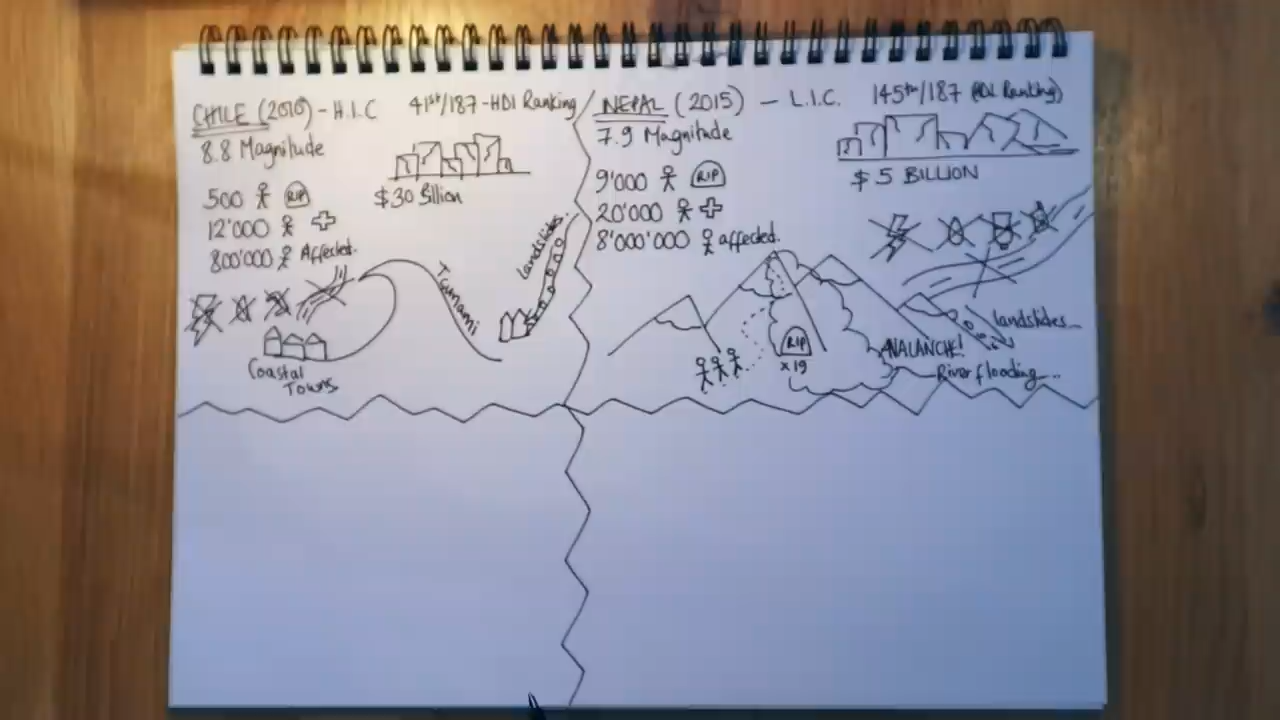 CHILE (2010) - H.I.C 41st/187 - HDI Ranking
8.8 Magnitude
500 RIP
12'000
800'000 Affected.
$30 Billion
Tsunami
Landslides..
Coastal
Towns
NEPAL (2015) - L.I.C. 145th/187 (HDI Ranking)
7.9 Magnitude
9'000 RIP
20'000
8'000'000 affected.
$5 BILLION
RIP
x19
AVALANCHE!
landslides...
River flooding...